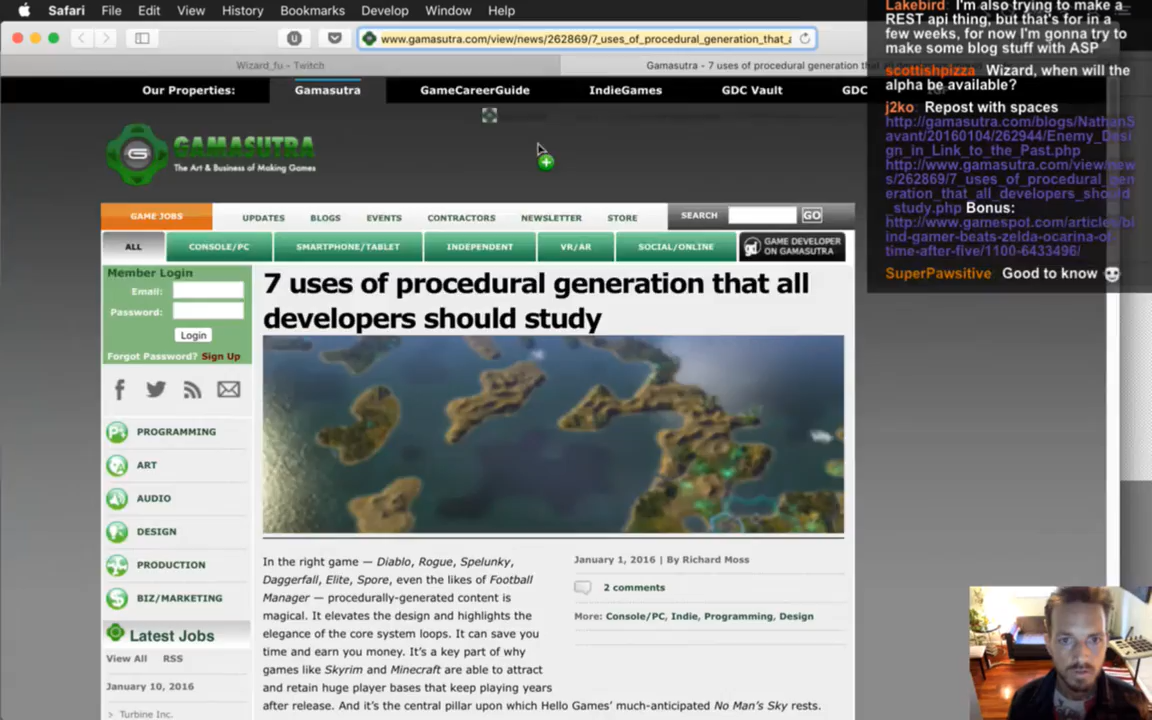 Safari File Edit View History Bookmarks Develop Window Help
www.gamasutra.com/view/news/262869/7_uses_of_procedural_generation_that_a
Wizard_fu - Twitch
Gamasutra - 7 uses of procedural generation that all
Our Properties: Gamasutra GameCareerGuide IndieGames GDC Vault GDC
GAMASUTRA
The Art & Business of Making Games
GAME JOBS UPDATES BLOGS EVENTS CONTRACTORS NEWSLETTER STORE SEARCH GO
ALL CONSOLE/PC SMARTPHONE/TABLET INDEPENDENT VR/AR SOCIAL/ONLINE GAME DEVELOPER
ON GAMASUTRA
Member Login
Email:
Password:
Login
Forgot Password? Sign Up
PROGRAMMING
ART
AUDIO
DESIGN
PRODUCTION
BIZ/MARKETING
Latest Jobs
View All RSS
January 10, 2016
> Turbine Inc.
7 uses of procedural generation that all
developers should study
In the right game — Diablo, Rogue, Spelunky,
Daggerfall, Elite, Spore, even the likes of Football
Manager — procedurally-generated content is
magical. It elevates the design and highlights the
elegance of the core system loops. It can save you
time and earn you money. It's a key part of why
games like Skyrim and Minecraft are able to attract
and retain huge player bases that keep playing years
after release. And it's the central pillar upon which Hello Games' much-anticipated No Man's Sky rests.
January 1, 2016 | By Richard Moss
2 comments
More: Console/PC, Indie, Programming, Design
Lakebird: I'm also trying to make a
REST api thing, but that's for in a
few weeks, for now I'm gonna try to
make some blog stuff with ASP
scottishpizza Wizard, when will the
alpha be available?
j2ko: Repost with spaces
http://gamasutra.com/blogs/NathanS
avant/20160104/262944/Enemy_Desi
gn_in_Link_to_the_Past.php
http://www.gamasutra.com/view/new
s/262869/7_uses_of_procedural_gen
eration_that_all_developers_should
_study.php Bonus:
http://www.gamespot.com/articles/bl
ind-gamer-beats-zelda-ocarina-of-
time-after-five/1100-6433496/
SuperPawsitive Good to know